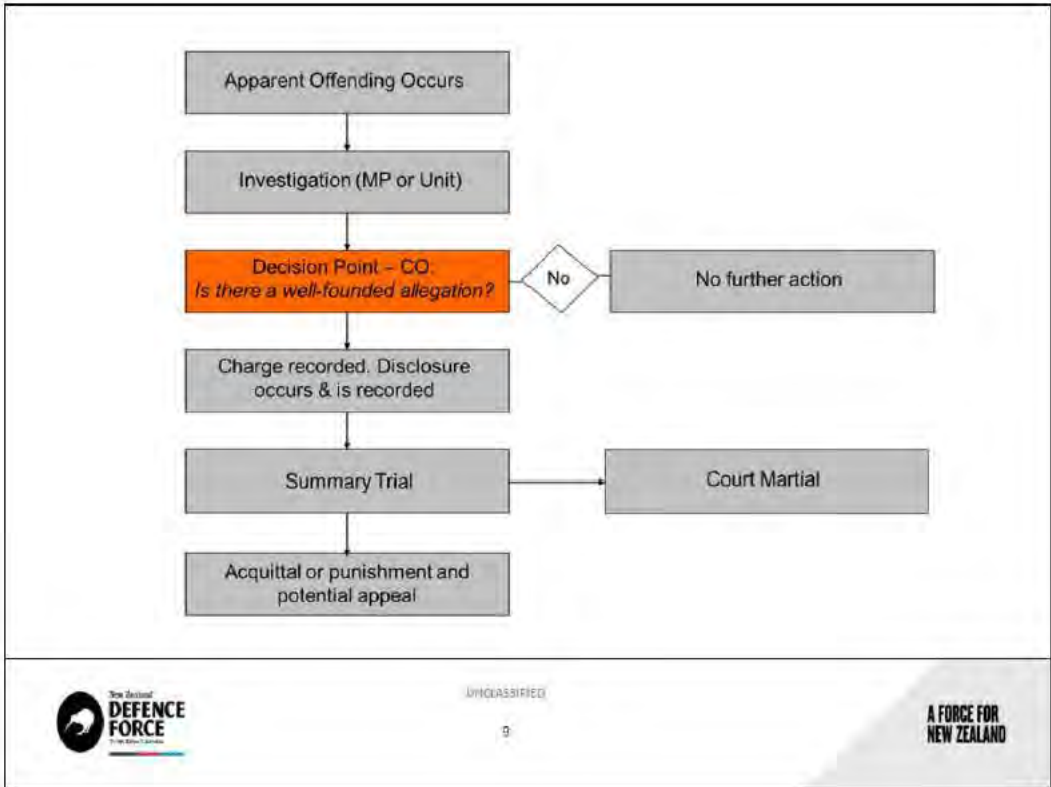 Apparent Offending Occurs
Investigation (MP or Unit)
Decision Point – CO:
Is there a well-founded allegation?
No
No further action
Charge recorded. Disclosure
occurs & is recorded
Summary Trial
Court Martial
Acquittal or punishment and
potential appeal
New Zealand
DEFENCE
FORCE
UNCLASSIFIED
9
A FORCE FOR
NEW ZEALAND